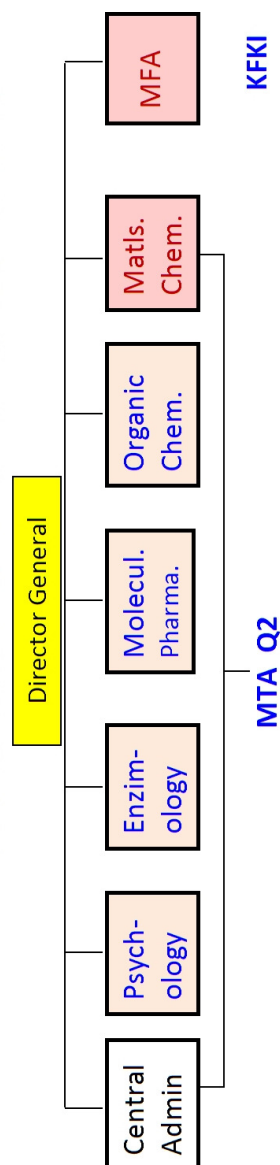 Director General
Central
Admin
Psych-
ology
Enzim-
ology
Molecul.
Pharma.
Organic
Chem.
Matls.
Chem.
MFA
MTA Q2
KFKI